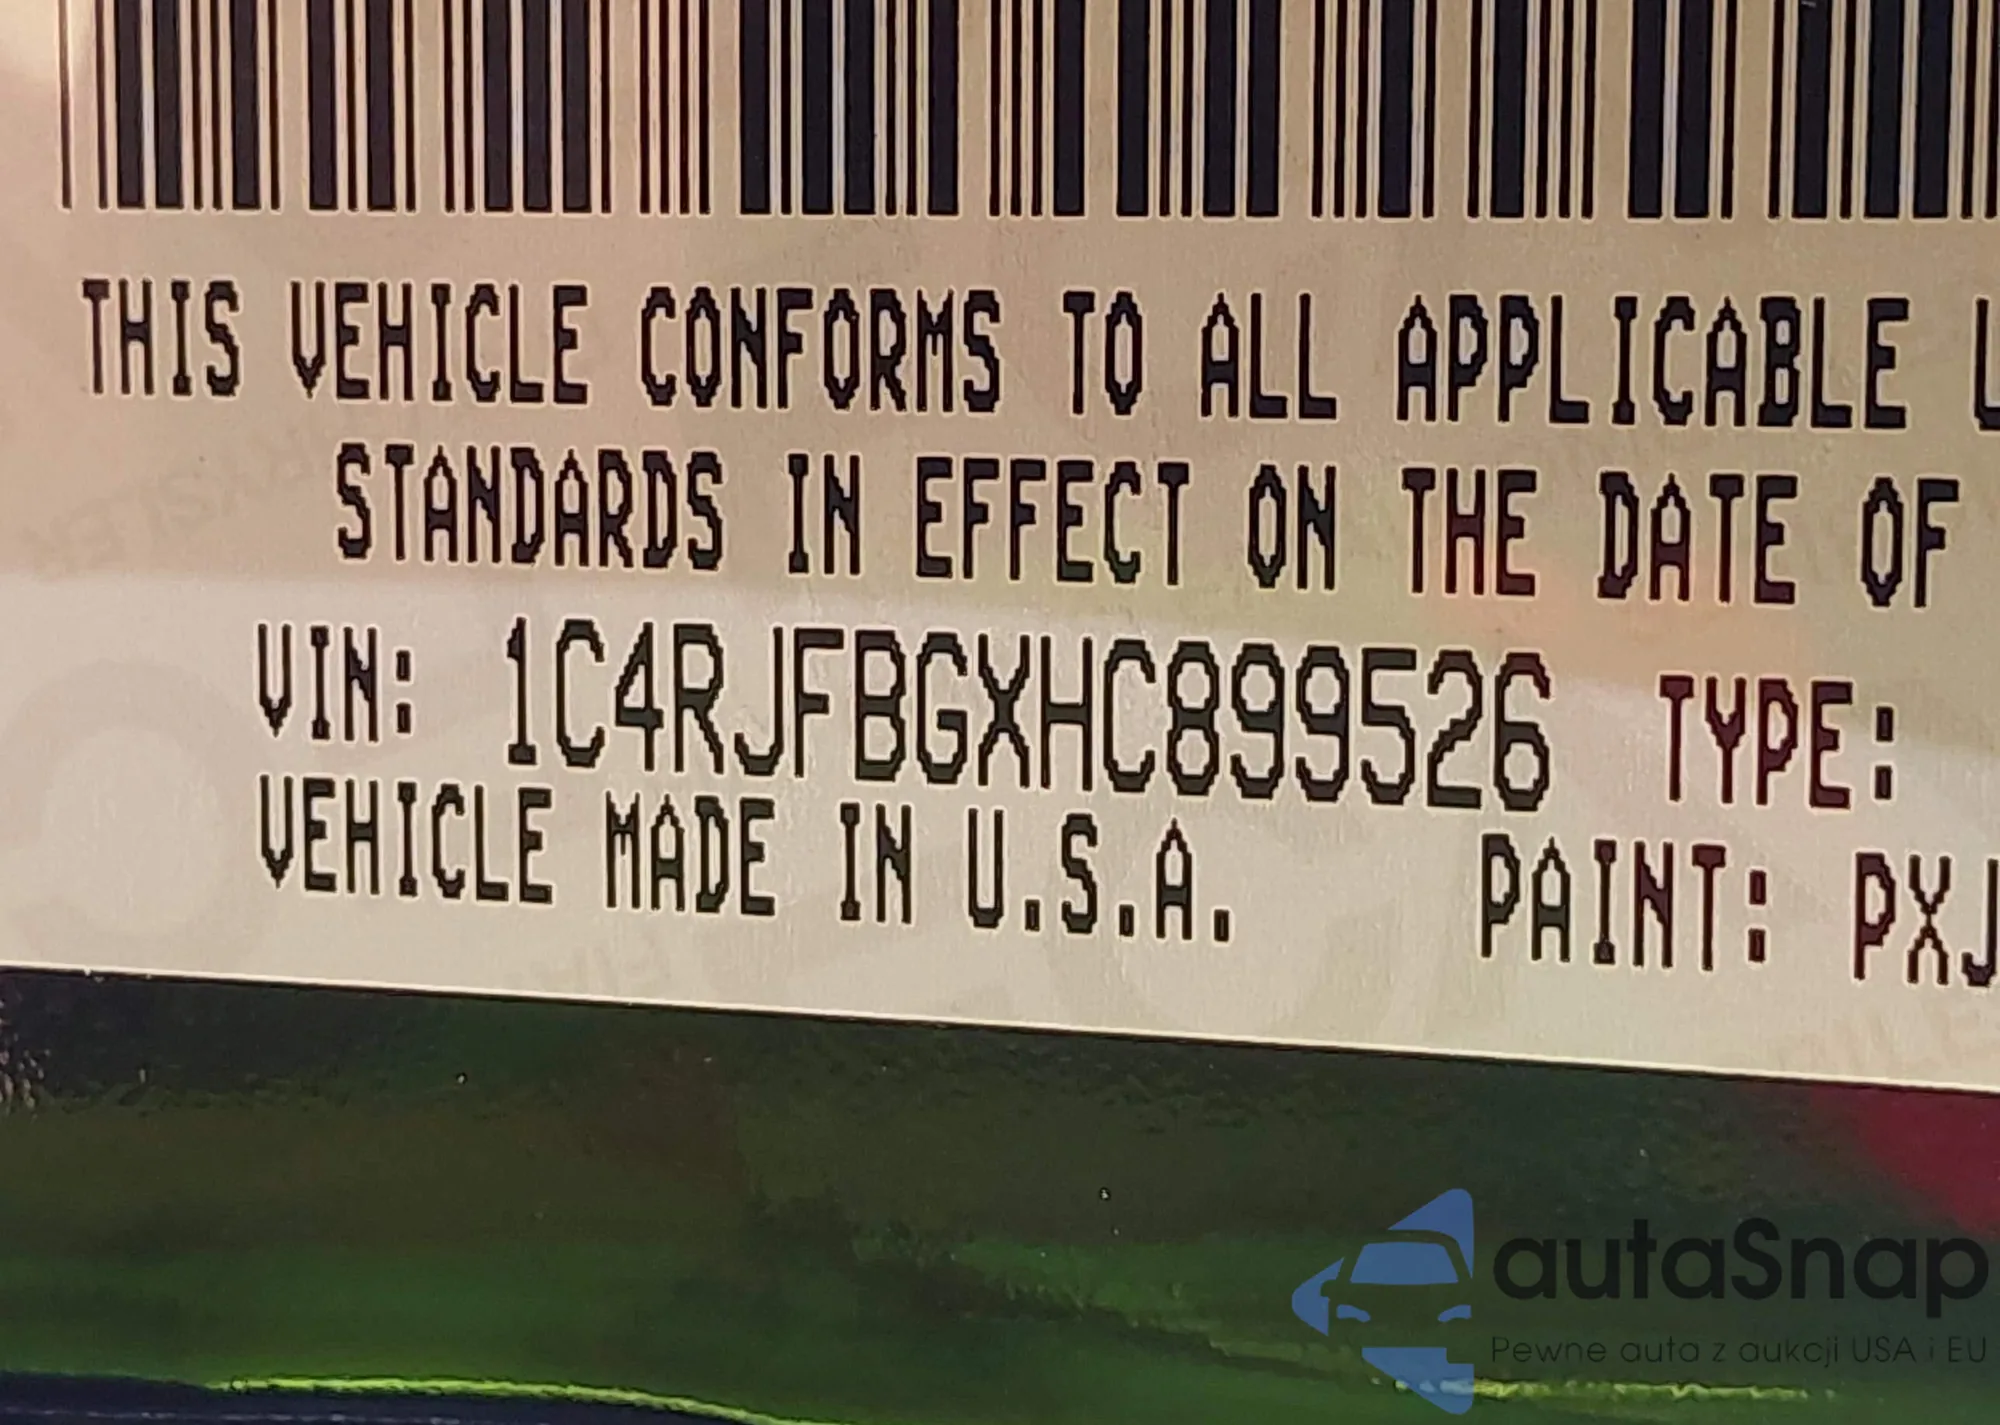 THIS VEHICLE CONFORMS TO ALL APPLICABLE
STANDARDS IN EFFECT ON THE DATE OF
VIN: 1C4RJFBGXHC899526 TYPE:
VEHICLE MADE IN U.S.A. PAINT: PXJ
autaSnap
Pewne auta z aukcji USA i EU